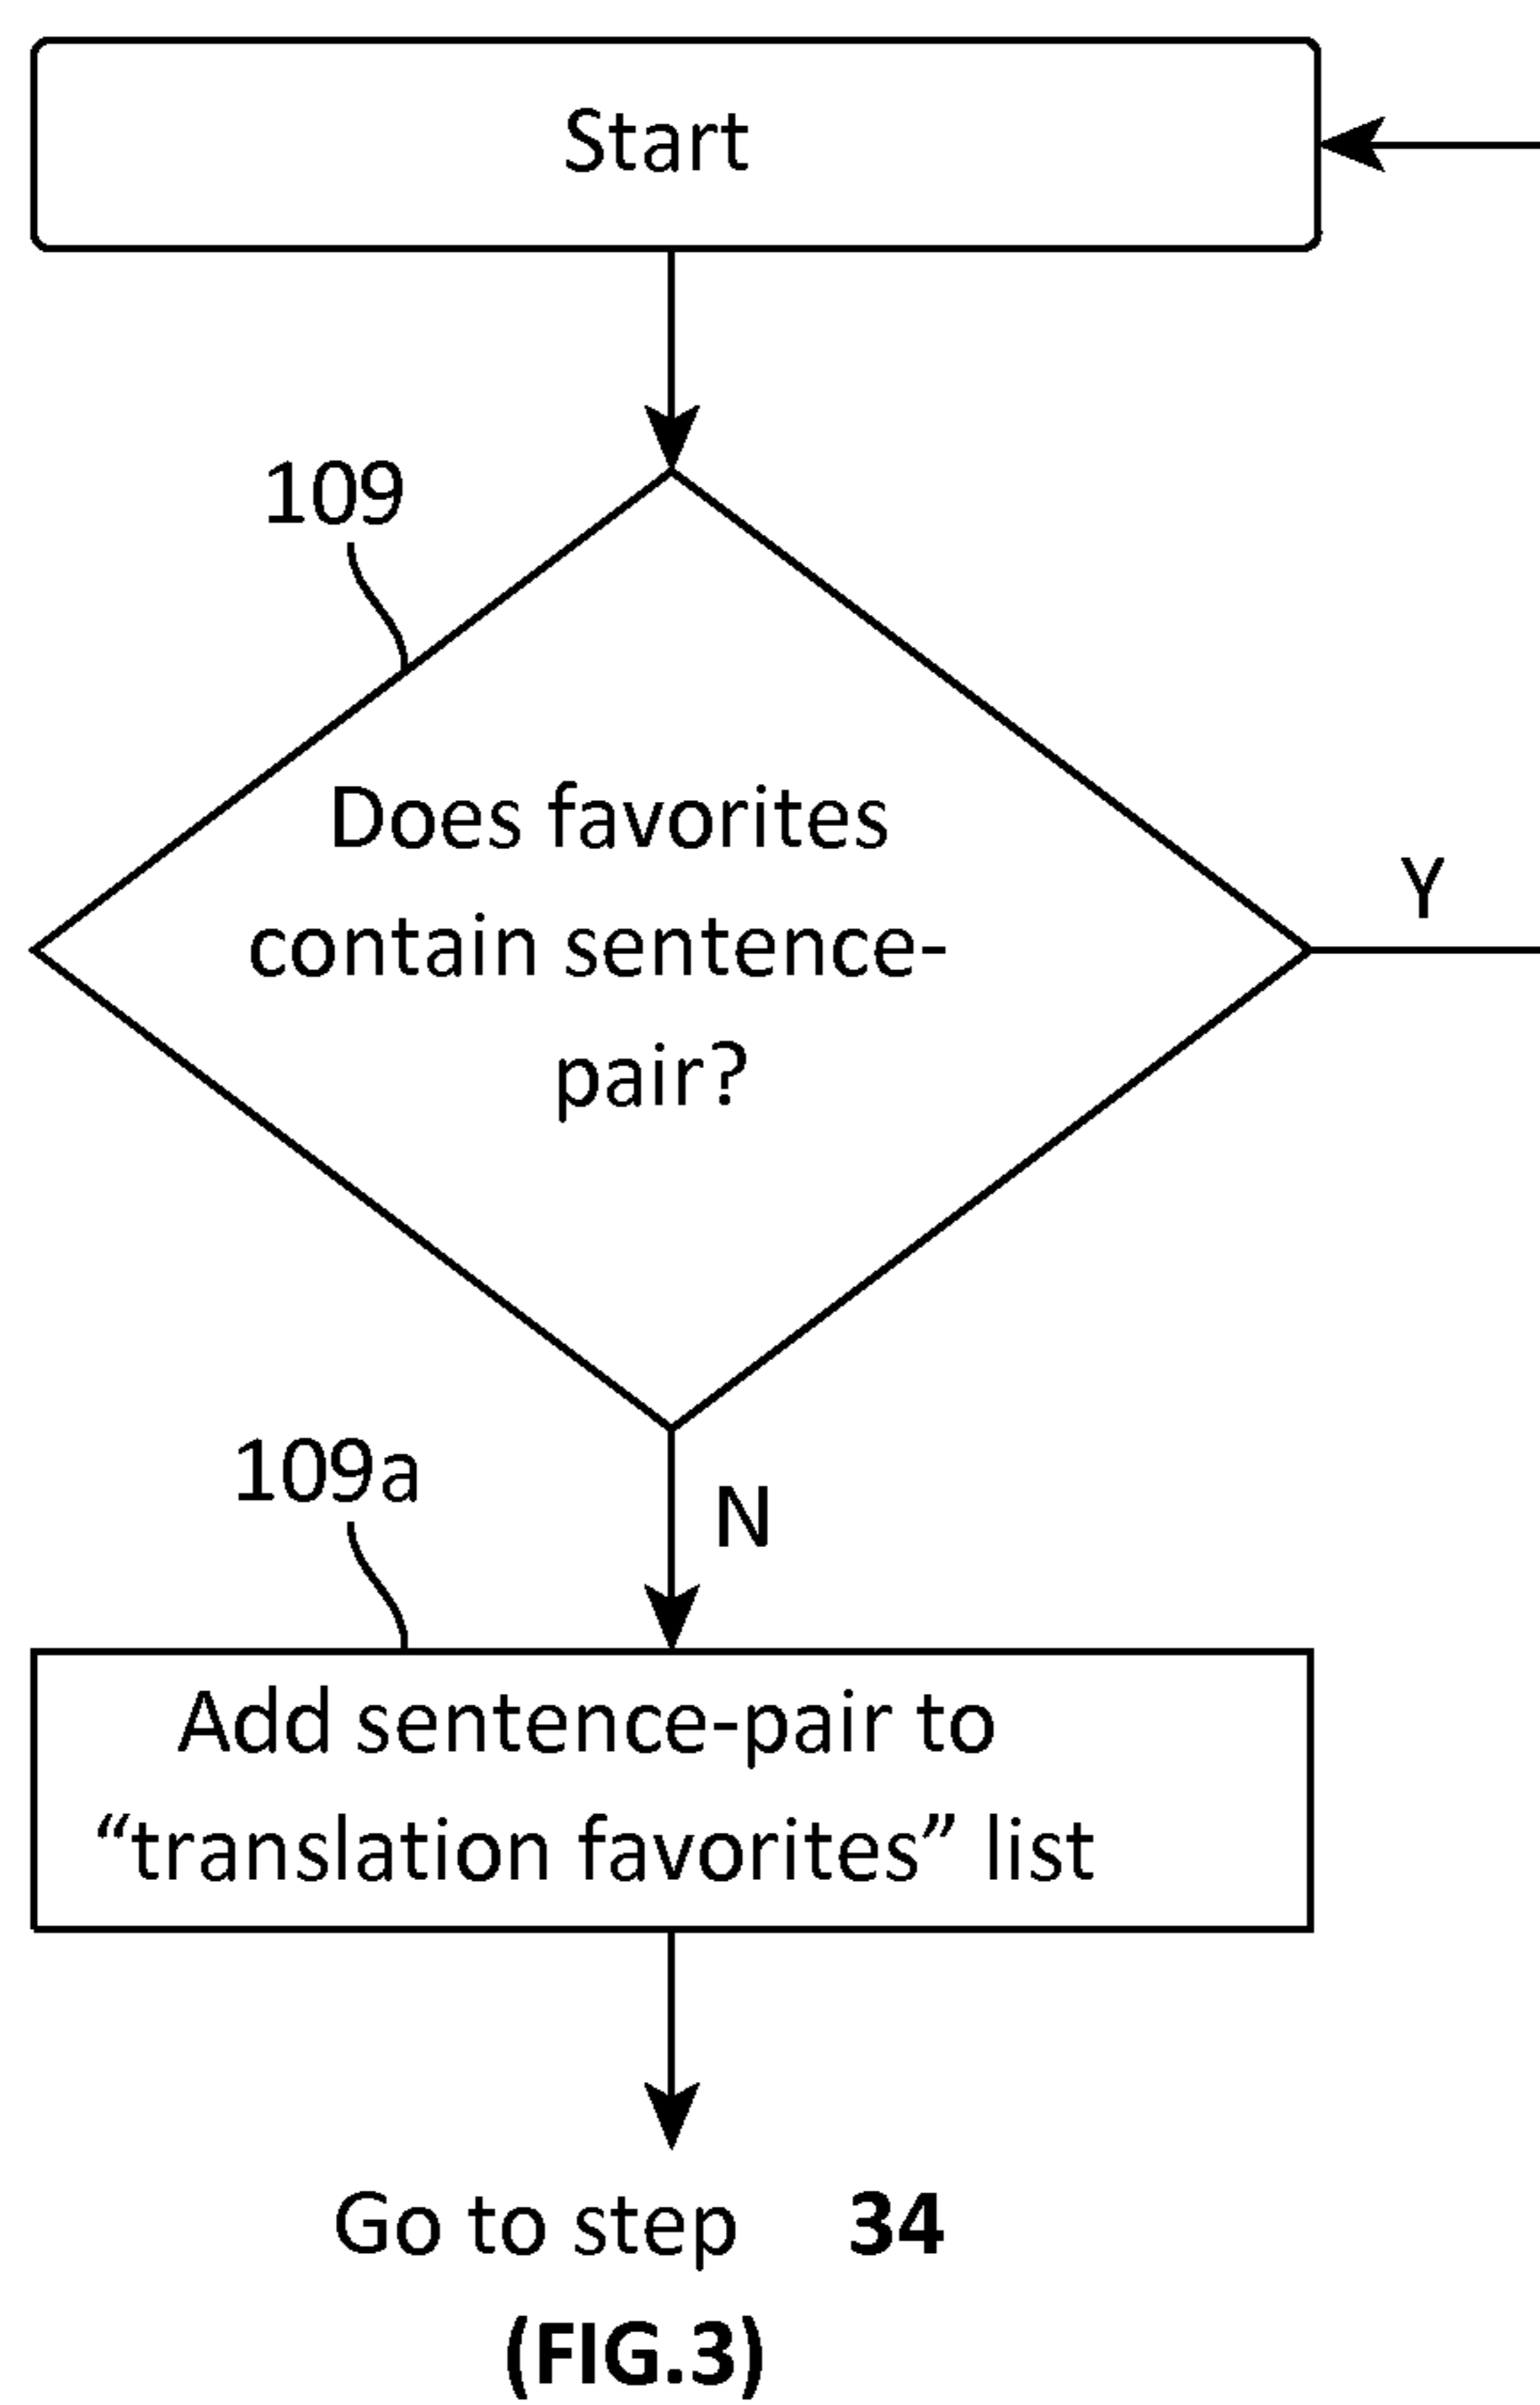 Start
109
Does favorites
contain sentence-
pair?
Y
109a
N
Add sentence-pair to
“translation favorites” list
Go to step 34
(FIG.3)